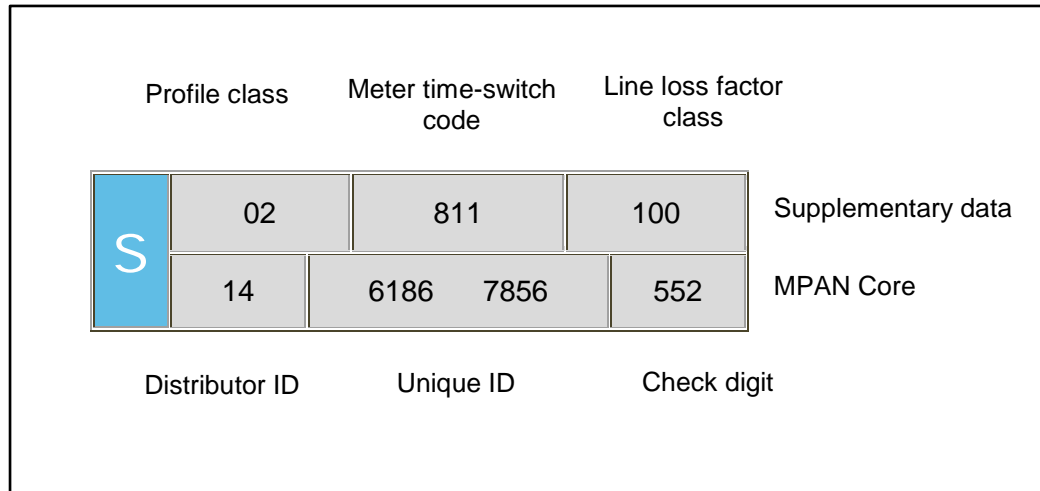 Profile class
Meter time-switch
code
Line loss factor
class
S
02 811 100
Supplementary data
14 6186 7856 552
MPAN Core
Distributor ID Unique ID Check digit